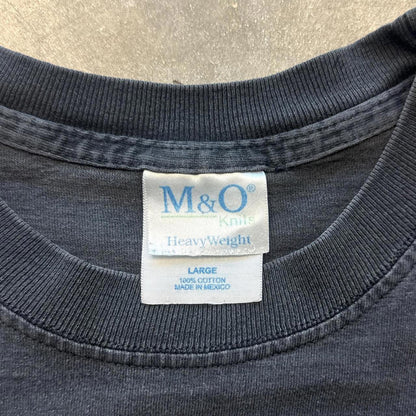 M&O®
Knits
HeavyWeight
LARGE
100% COTTON
MADE IN MEXICO